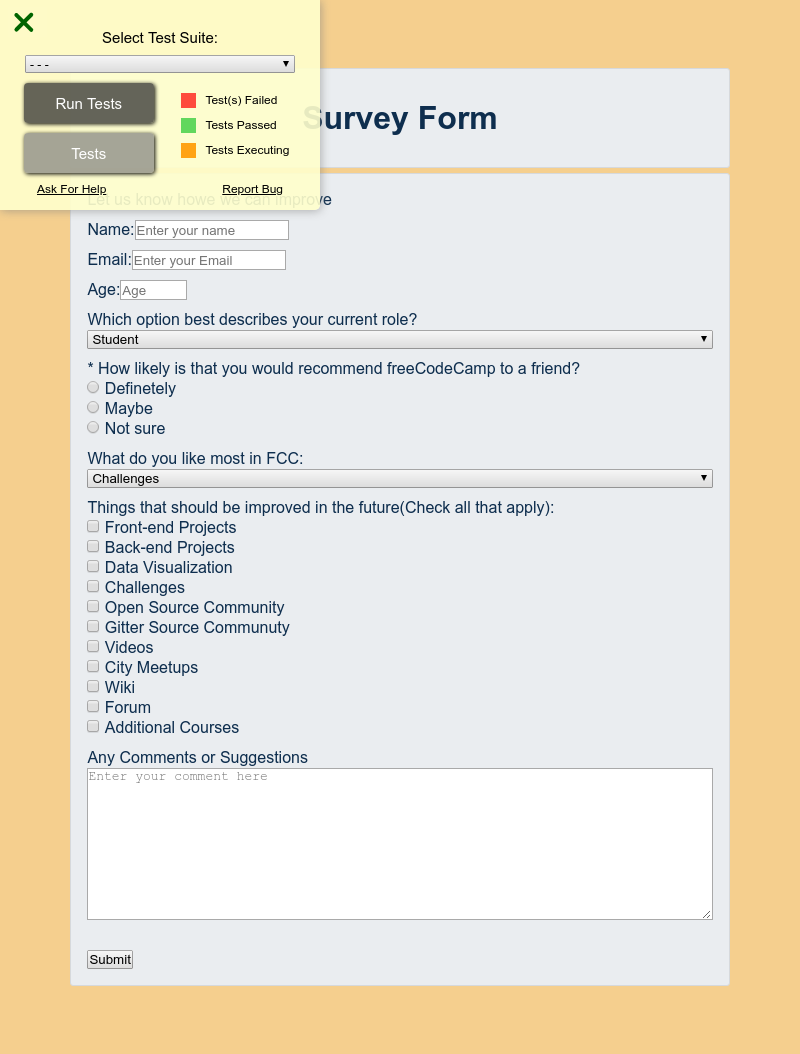 Select Test Suite:
- - -
Run Tests
Tests
Test(s) Failed
Tests Passed
Tests Executing
Ask For Help
Report Bug
Survey Form
Let us know howe we can improve
Name: Enter your name
Email: Enter your Email
Age: Age
Which option best describes your current role?
Student
* How likely is that you would recommend freeCodeCamp to a friend?
Definetely
Maybe
Not sure
What do you like most in FCC:
Challenges
Things that should be improved in the future(Check all that apply):
Front-end Projects
Back-end Projects
Data Visualization
Challenges
Open Source Community
Gitter Source Communuty
Videos
City Meetups
Wiki
Forum
Additional Courses
Any Comments or Suggestions
Enter your comment here
Submit